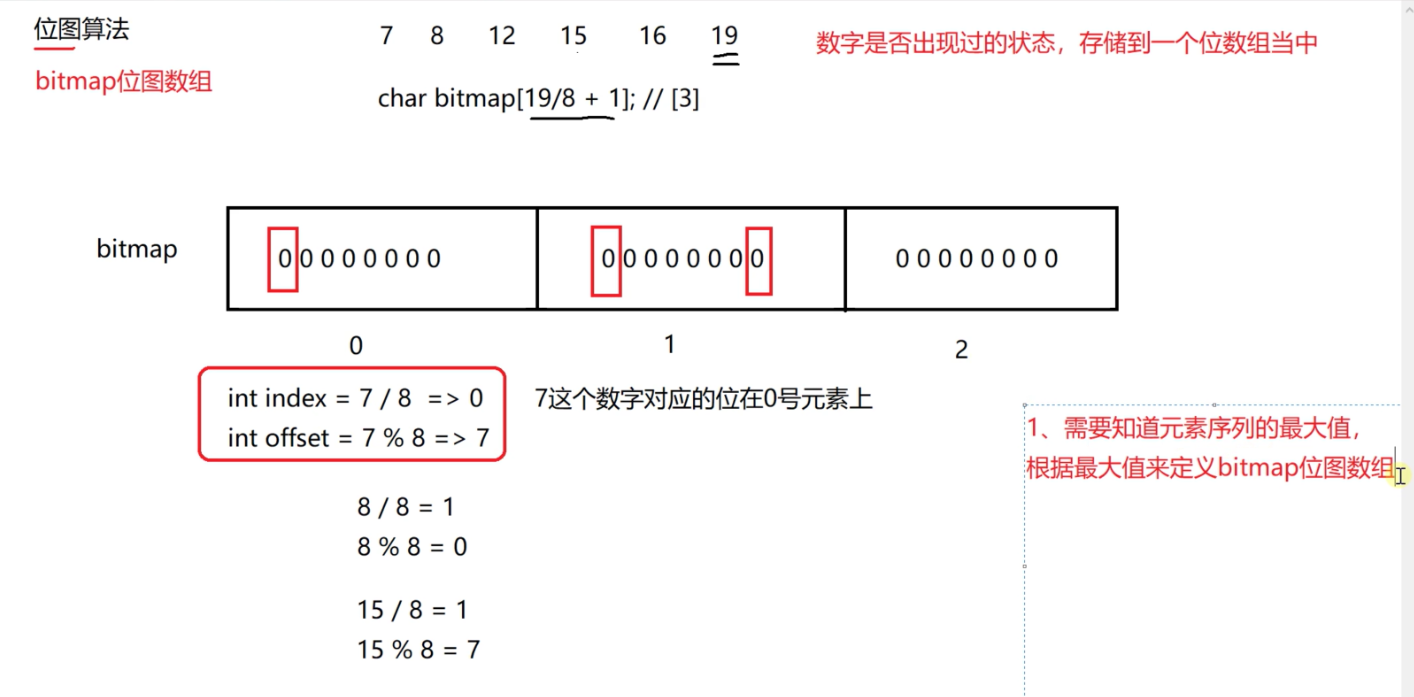 位图算法
7 8 12 15 16 19
数字是否出现过的状态，存储到一个位数组当中
bitmap位图数组
char bitmap[19/8 + 1]; // [3]
bitmap
0 0 0 0 0 0 0 0
0 0 0 0 0 0 0 0
0 0 0 0 0 0 0 0
0 1 2
int index = 7 / 8 => 0
int offset = 7 % 8 => 7
7这个数字对应的位在0号元素上
1、需要知道元素序列的最大值，
根据最大值来定义bitmap位图数组
8 / 8 = 1
8 % 8 = 0
15 / 8 = 1
15 % 8 = 7